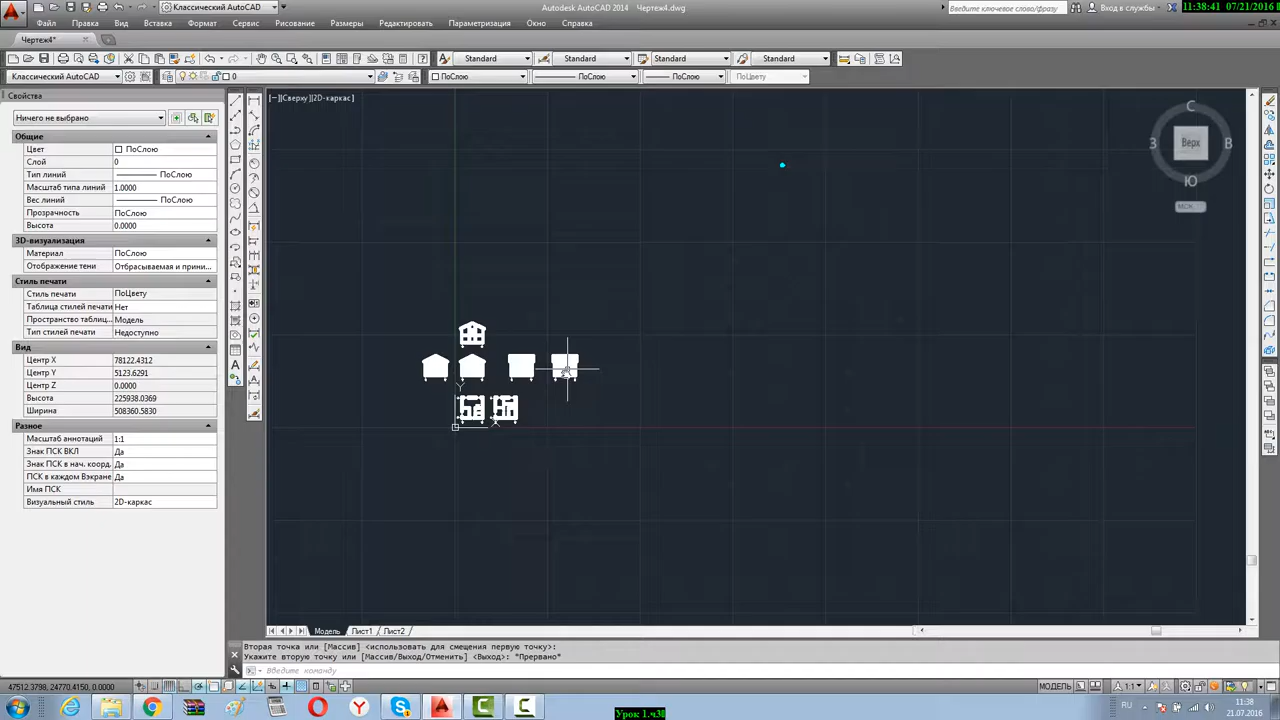 Классический AutoCAD
Autodesk AutoCAD 2014 Чертеж4.dwg
Введите ключевое слово/фразу
Вход в службы
11:38:41 07/21/2016
Файл Правка Вид Вставка Формат Сервис Рисование Размеры Редактировать Параметризация Окно Справка
Чертеж4*
Standard Standard Standard Standard
Классический AutoCAD 0 ПоСлою ПоСлою ПоСлою ПоЦвету
Свойства
[−][Сверху][2D-каркас]
Ничего не выбрано
Общие
Цвет ПоСлою
Слой 0
Тип линий ПоСлою
Масштаб типа линий 1.0000
Вес линий ПоСлою
Прозрачность ПоСлою
Высота 0.0000
3D-визуализация
Материал ПоСлою
Отображение тени Отбрасываемая и прини...
Стиль печати
Стиль печати ПоЦвету
Таблица стилей печати Нет
Пространство таблиц... Модель
Тип стилей печати Недоступно
Вид
Центр X 78122.4312
Центр Y 5123.6291
Центр Z 0.0000
Высота 225938.0369
Ширина 508360.5830
Разное
Масштаб аннотаций 1:1
Знак ПСК ВКЛ Да
Знак ПСК в нач. коорд. Да
ПСК в каждом Вэкране Да
Имя ПСК
Визуальный стиль 2D-каркас
С
З Верх В
Ю
МСК
Y
X
Модель Лист1 Лист2
Вторая точка или [Массив] <использовать для смещения первую точку>:
Укажите вторую точку или [Массив/Выход/Отменить] <Выход>: *Прервано*
Введите команду
47512.3798, 24770.4150, 0.0000
МОДЕЛЬ
1:1
RU
11:38
21.07.2016
Урок 1.ч38